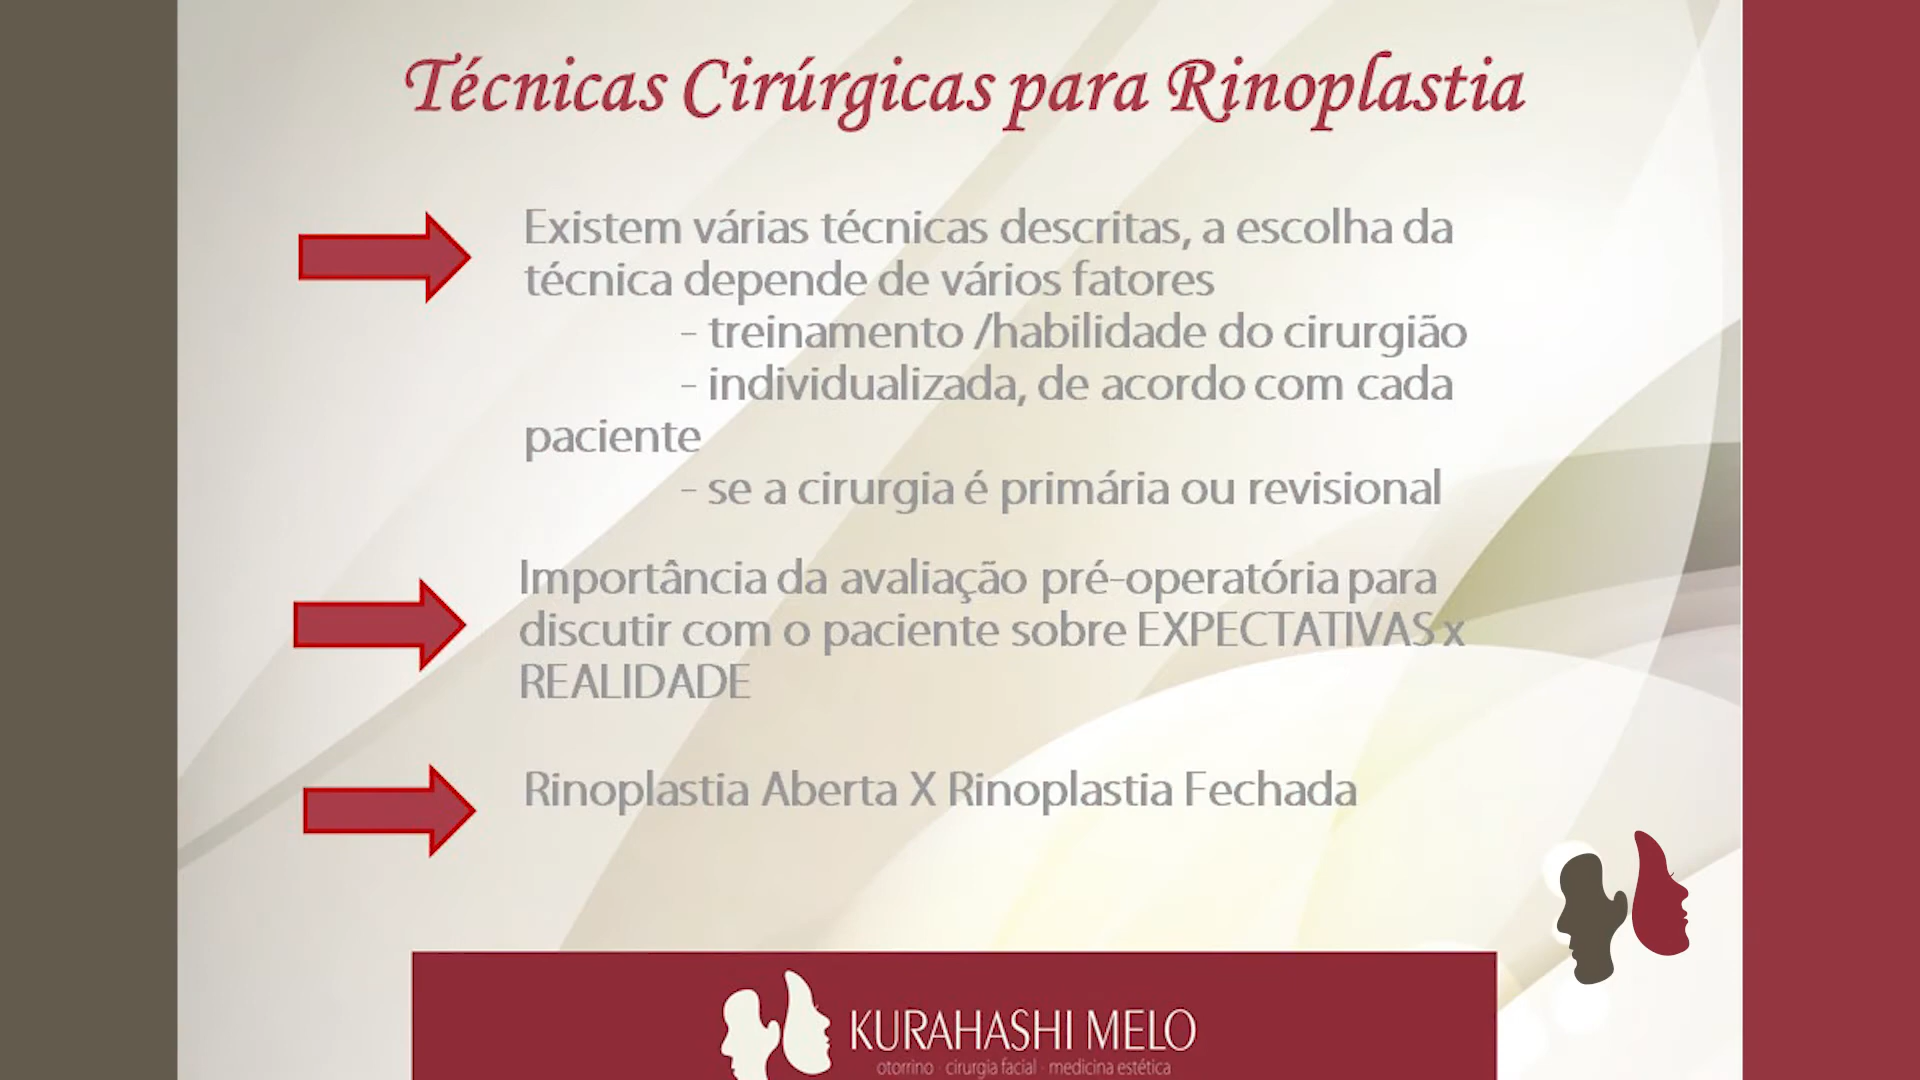 Técnicas Cirúrgicas para Rinoplastia
Existem várias técnicas descritas, a escolha da
técnica depende de vários fatores
- treinamento /habilidade do cirurgião
- individualizada, de acordo com cada
paciente
- se a cirurgia é primária ou revisional
Importância da avaliação pré-operatória para
discutir com o paciente sobre EXPECTATIVAS x
REALIDADE
Rinoplastia Aberta X Rinoplastia Fechada
KURAHASHI MELO
otorrino · cirurgia facial · medicina estética